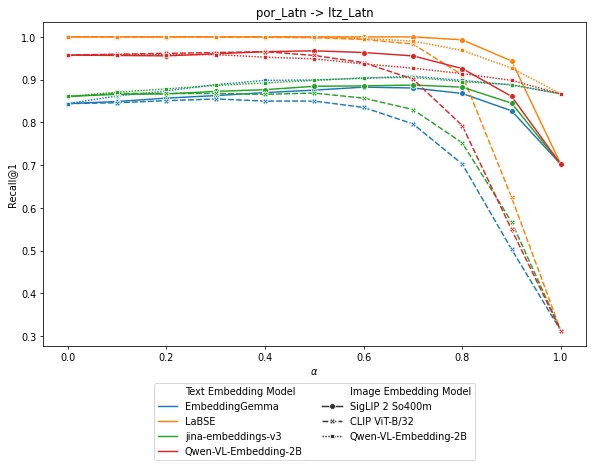 por_Latn -> ltz_Latn
Recall@1
1.0
0.9
0.8
0.7
0.6
0.5
0.4
0.3
0.0 0.2 0.4 0.6 0.8 1.0
α
Text Embedding Model Image Embedding Model
EmbeddingGemma SigLIP 2 So400m
LaBSE CLIP ViT-B/32
jina-embeddings-v3 Qwen-VL-Embedding-2B
Qwen-VL-Embedding-2B